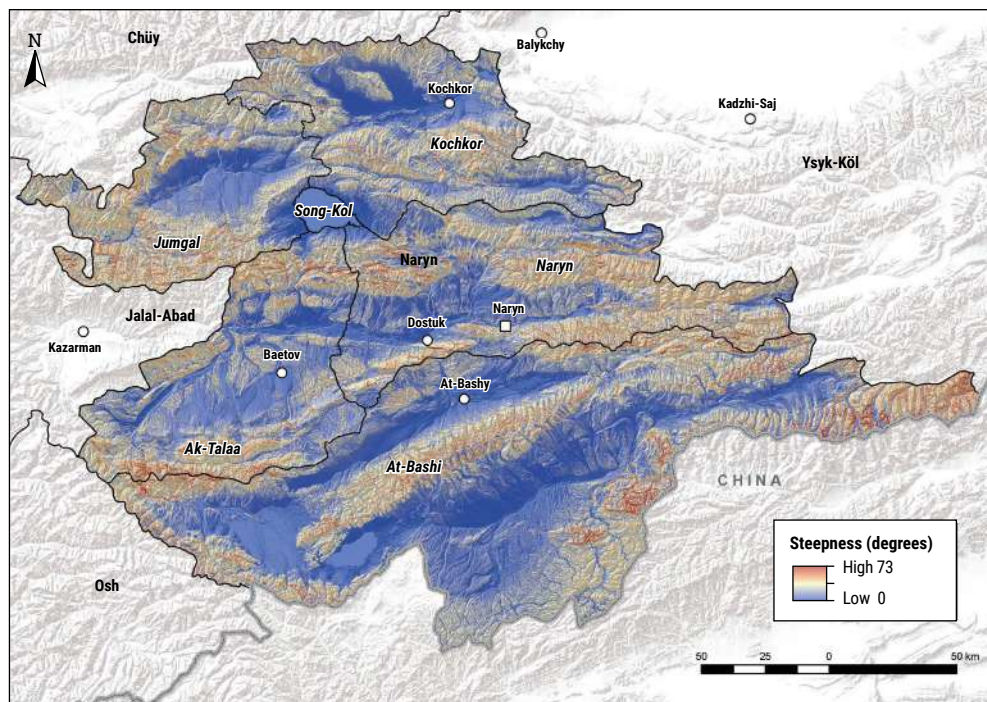 Chüy
N
Balykchy
Kochkor
Kadzhi-Saj
Kochkor
Ysyk-Köl
Song-Kol
Jumgal
Naryn
Naryn
Jalal-Abad
Naryn
Kazarman
Dostuk
Baetov
At-Bashy
Ak-Talaa
At-Bashi
CHINA
Steepness (degrees)
High 73
Low 0
Osh
50 25 0 50 km